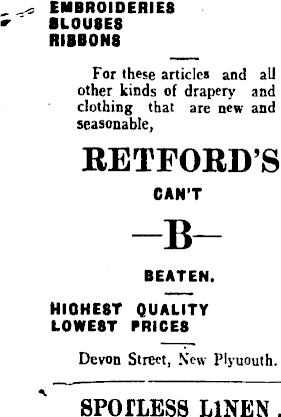 EMBROIDERIES
BLOUSES
RIBBONS
For these articles and all
other kinds of drapery and
clothing that are new and
seasonable,
RETFORD'S
CAN'T
—B—
BEATEN.
HIGHEST QUALITY
LOWEST PRICES
Devon Street, New Plymouth.
SPOTLESS LINEN.